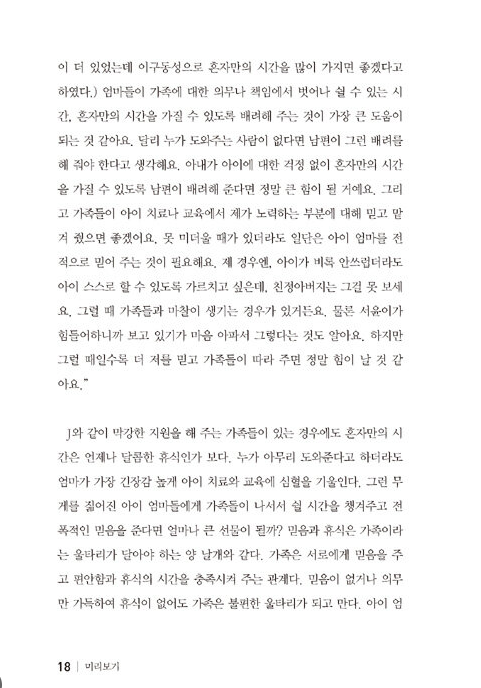 이 더 있었는데 이구동성으로 혼자만의 시간을 많이 가지면 좋겠다고
하였다.) 엄마들이 가족에 대한 의무나 책임에서 벗어나 쉴 수 있는 시
간, 혼자만의 시간을 가질 수 있도록 배려해 주는 것이 가장 큰 도움이
되는 것 같아요. 달리 누가 도와주는 사람이 없다면 남편이 그런 배려를
해 줘야 한다고 생각해요. 아내가 아이에 대한 걱정 없이 혼자만의 시간
을 가질 수 있도록 남편이 배려해 준다면 정말 큰 힘이 될 거예요. 그리
고 가족들이 아이 치료나 교육에서 제가 노력하는 부분에 대해 믿고 맡
겨 줬으면 좋겠어요. 못 미더울 때가 있더라도 일단은 아이 엄마를 전
적으로 믿어 주는 것이 필요해요. 제 경우엔, 아이가 비록 안쓰럽더라도
아이 스스로 할 수 있도록 가르치고 싶은데, 친정아버지는 그걸 못 보세
요. 그럴 때 가족들과 마찰이 생기는 경우가 있거든요. 물론 서윤이가
힘들어하니까 보고 있기가 마음 아파서 그렇다는 것도 알아요. 하지만
그럴 때일수록 더 저를 믿고 가족들이 따라 주면 정말 힘이 날 것 같
아요.”
J와 같이 막강한 지원을 해 주는 가족들이 있는 경우에도 혼자만의 시
간은 언제나 달콤한 휴식인가 보다. 누가 아무리 도와준다고 하더라도
엄마가 가장 긴장감 높게 아이 치료와 교육에 심혈을 기울인다. 그런 무
게를 짊어진 아이 엄마들에게 가족들이 나서서 쉴 시간을 챙겨주고 전
폭적인 믿음을 준다면 얼마나 큰 선물이 될까? 믿음과 휴식은 가족이라
는 울타리가 달아야 하는 양 날개와 같다. 가족은 서로에게 믿음을 주
고 편안함과 휴식의 시간을 충족시켜 주는 관계다. 믿음이 없거나 의무
만 가득하여 휴식이 없어도 가족은 불편한 울타리가 되고 만다. 아이 엄
18 | 미리보기